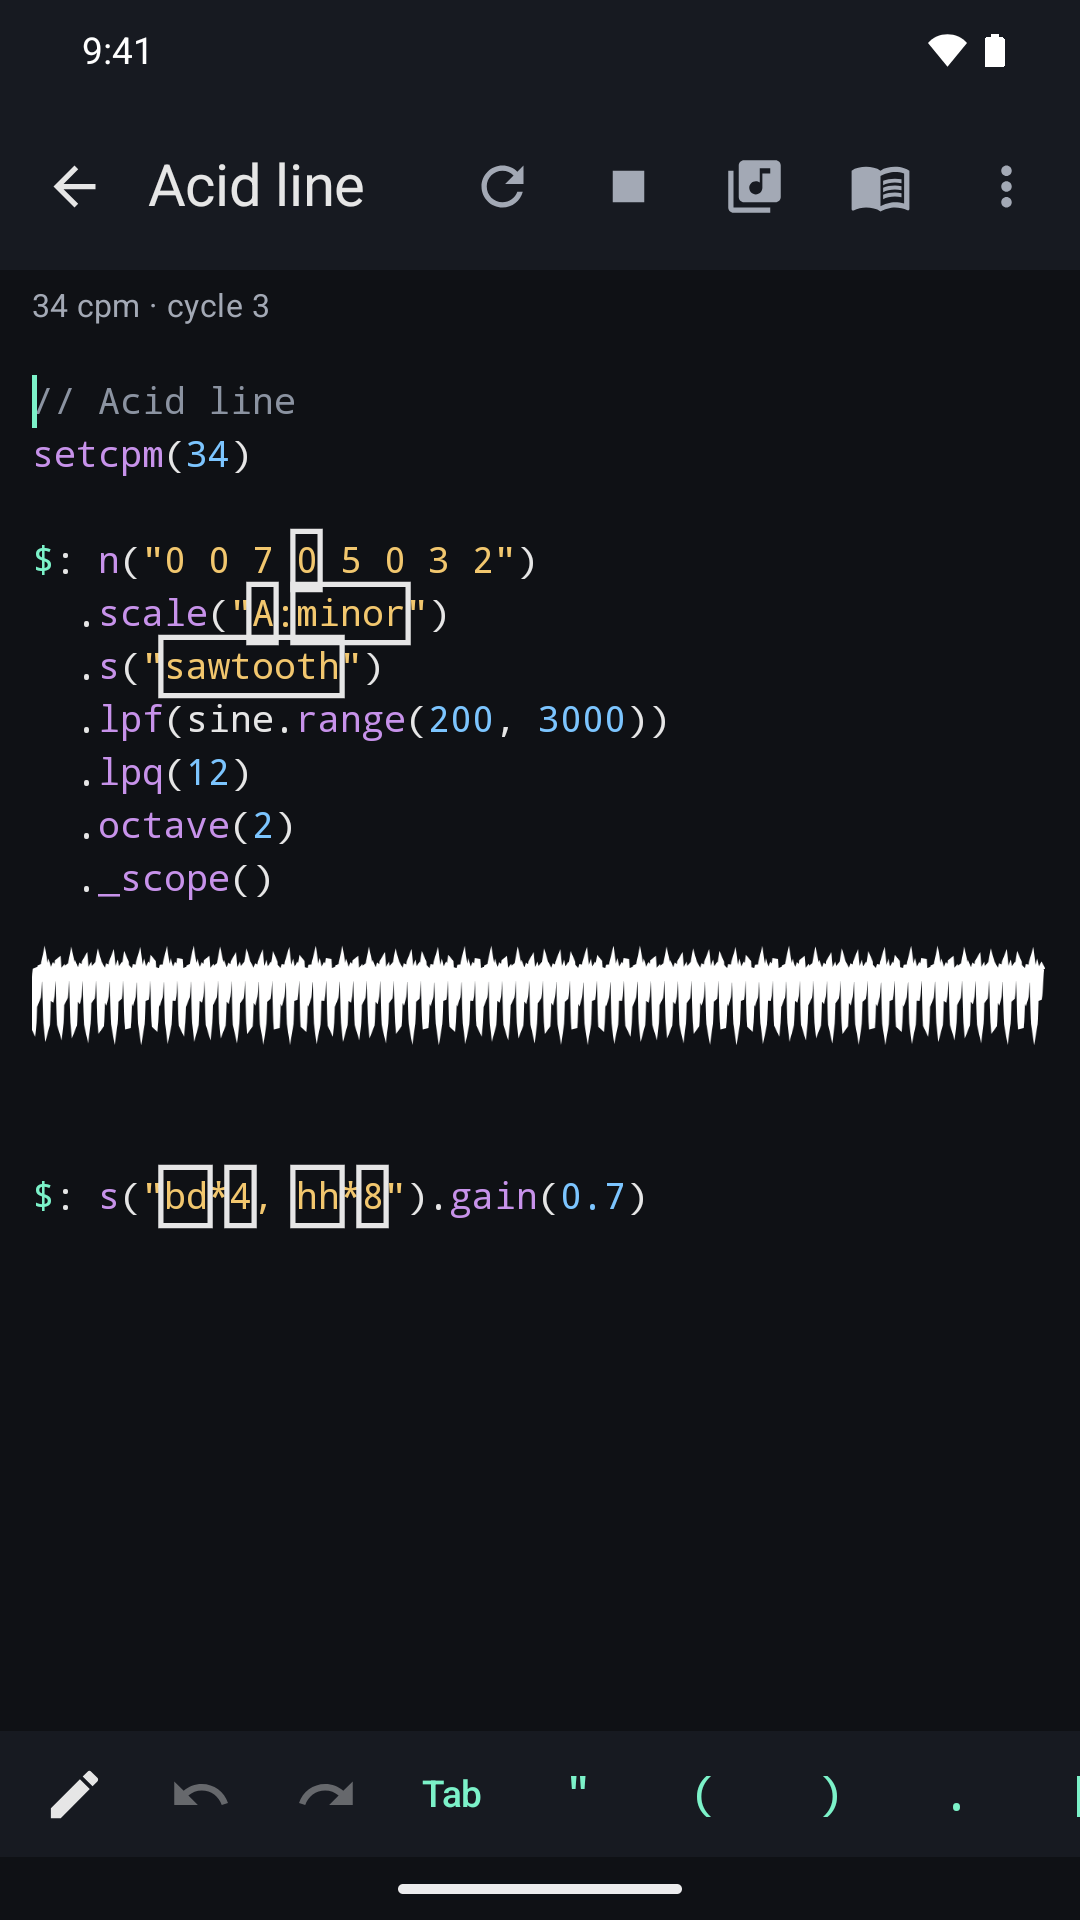 9:41
Acid line
34 cpm · cycle 3
// Acid line
setcpm(34)
$: n("0 0 7 0 5 0 3 2")
.scale("A:minor")
.s("sawtooth")
.lpf(sine.range(200, 3000))
.lpq(12)
.octave(2)
._scope()
$: s("bd*4, hh*8").gain(0.7)
Tab " ( ) .